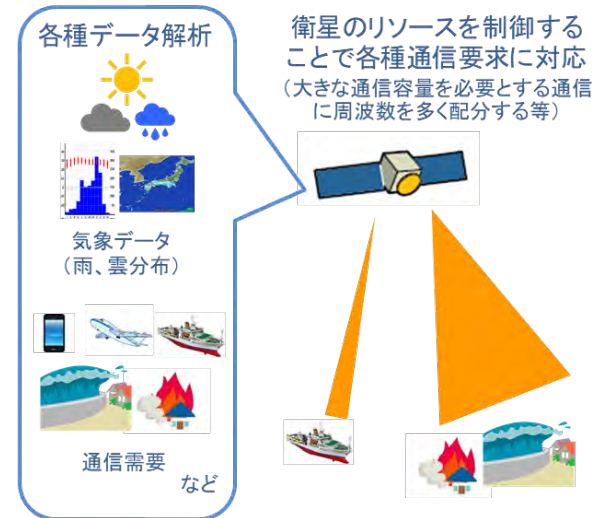 各種データ解析
気象データ
（雨、雲分布）
通信需要
など
衛星のリソースを制御する
ことで各種通信要求に対応
（大きな通信容量を必要とする通信
に周波数を多く配分する等）